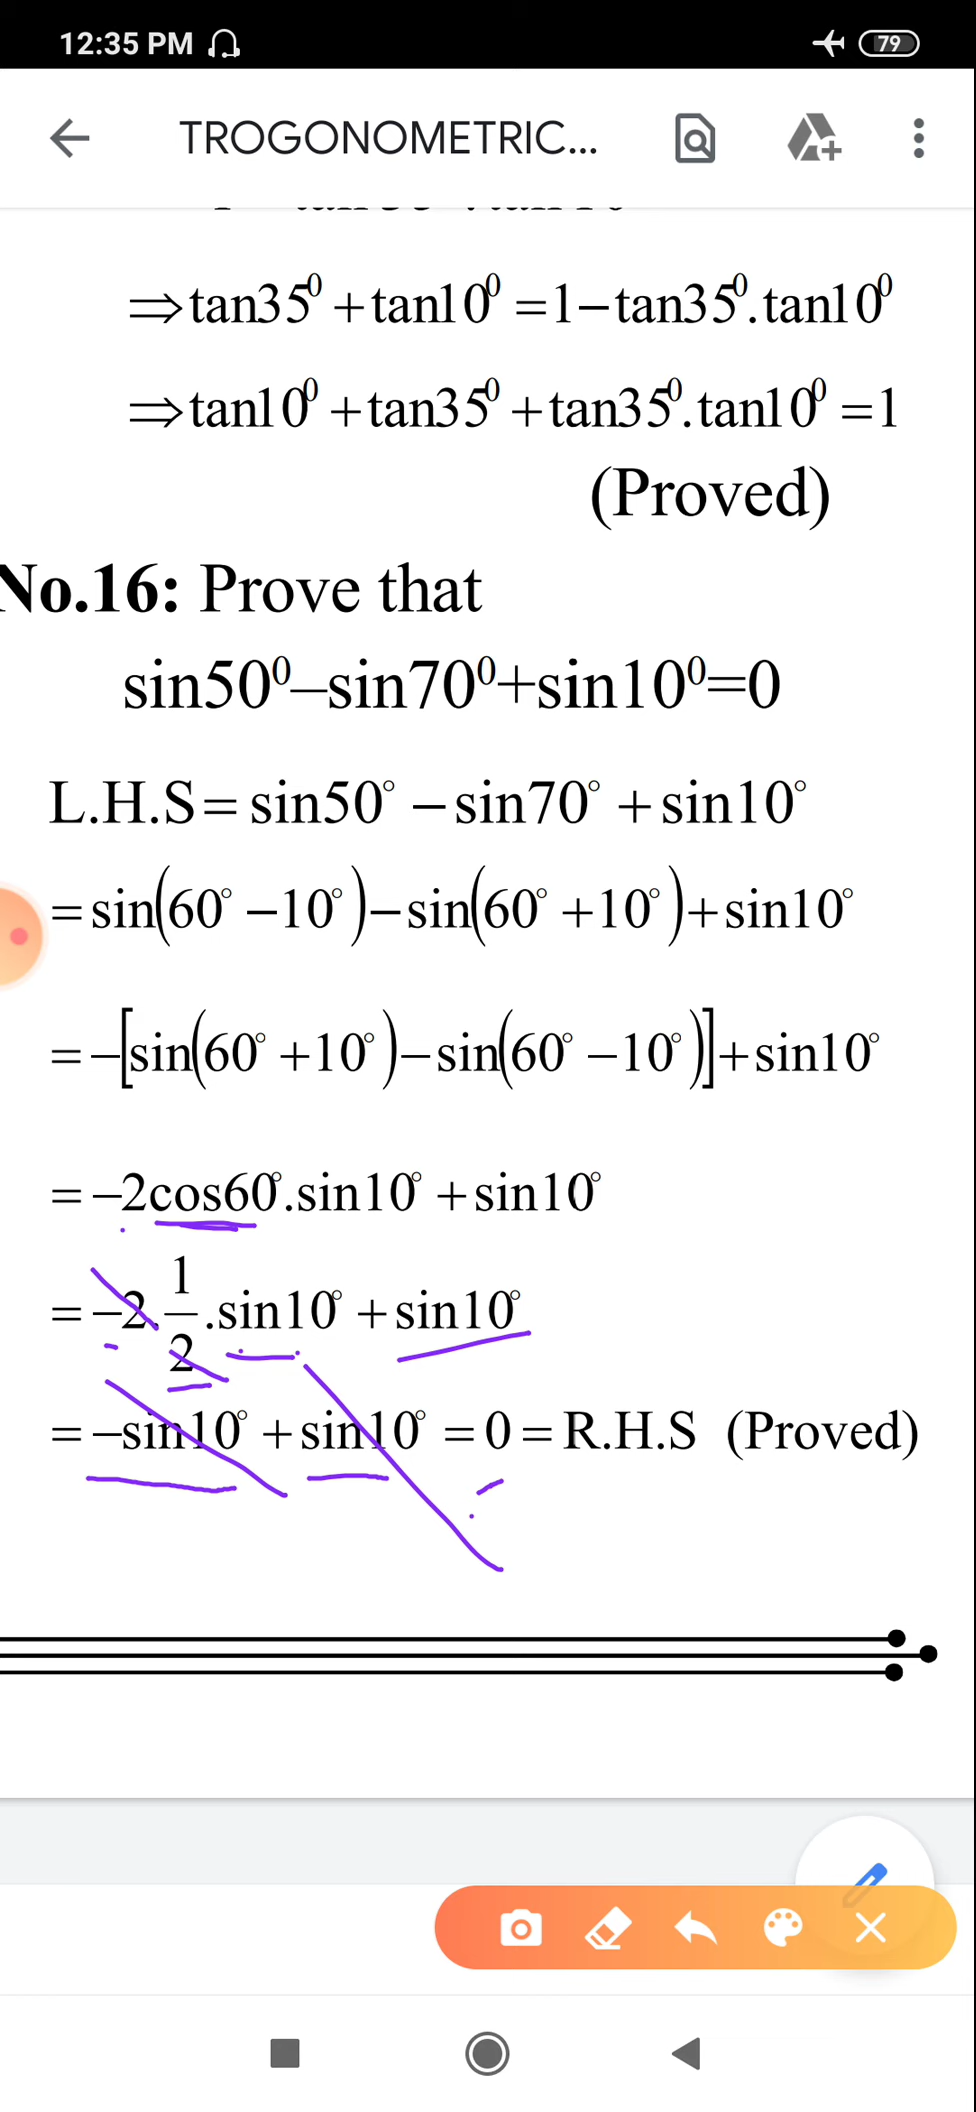 12:35 PM 79
TROGONOMETRIC...
⇒tan35⁰+tan10⁰=1−tan35⁰.tan10⁰
⇒tan10⁰+tan35⁰+tan35⁰.tan10⁰=1
(Proved)
No.16: Prove that
sin50⁰–sin70⁰+sin10⁰=0
L.H.S= sin50° −sin70° +sin10°
=sin(60° −10°)−sin(60° +10°)+sin10°
=−[sin(60° +10°)−sin(60° −10°)]+sin10°
=−2cos60°.sin10° +sin10°
=−2.1/2.sin10° +sin10°
=−sin10° +sin10° =0=R.H.S (Proved)